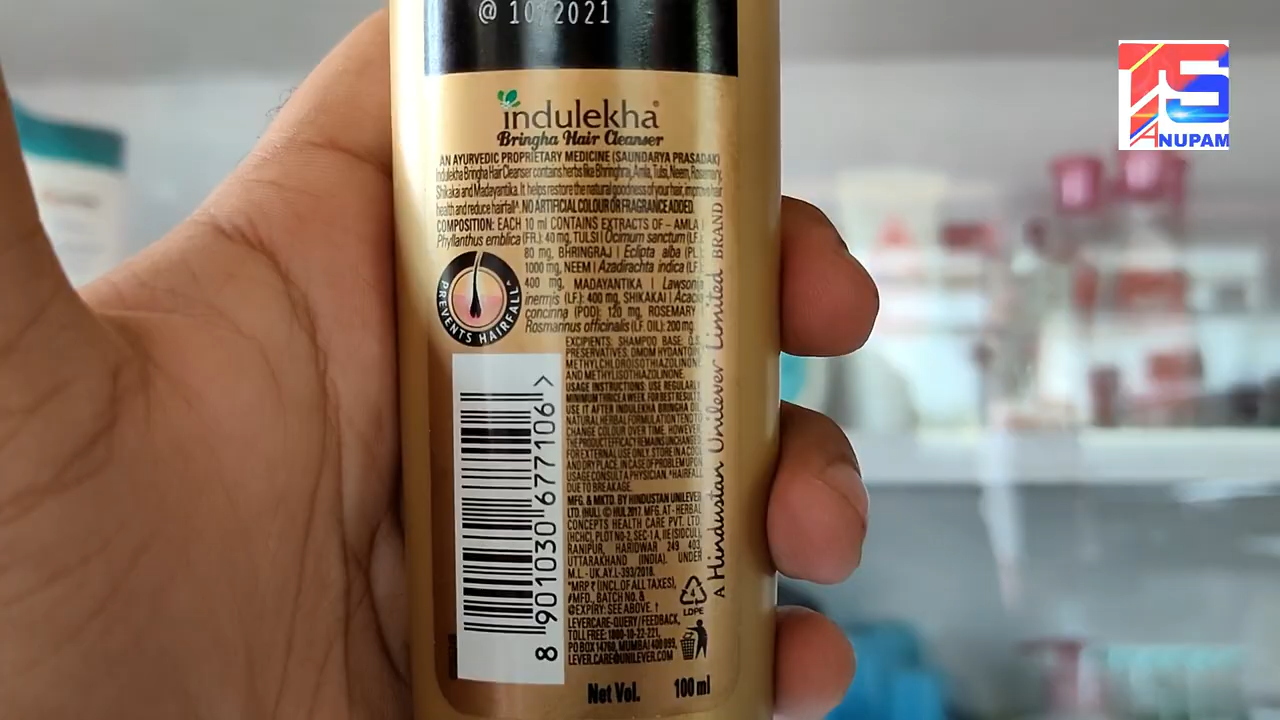 @ 10/2021
indulekha®
Bringha Hair Cleanser
AN AYURVEDIC PROPRIETARY MEDICINE (SAUNDARYA PRASADAK)
Indulekha Bringha Hair Cleanser contains herbs like Bhringhraj, Amla, Tulsi, Neem, Rosemary,
Shikakai and Madayantika. It helps restore the natural goodness of your hair, improve hair
health and reduce hairfall^. NO ARTIFICIAL COLOUR OR FRAGRANCE ADDED.
COMPOSITION: EACH 10 ml CONTAINS EXTRACTS OF - AMLA |
Phyllanthus emblica (FR.): 40 mg, TULSI | Ocimum sanctum (LF.):
80 mg, BHRINGRAJ | Eclipta alba (PL.):
1000 mg, NEEM | Azadirachta indica (LF.):
400 mg, MADAYANTIKA | Lawsonia
inermis (LF.): 400 mg, SHIKAKAI | Acacia
concinna (POD): 120 mg, ROSEMARY |
Rosmarinus officinalis (LF. OIL): 200 mg.
PREVENTS HAIRFALL^
EXCIPIENTS: SHAMPOO BASE: Q.S.
PRESERVATIVES: DMDM HYDANTOIN,
METHYLCHLOROISOTHIAZOLINONE
AND METHYLISOTHIAZOLINONE.
USAGE INSTRUCTIONS: USE REGULARLY
MINIMUM THRICE A WEEK. FOR BEST RESULTS
USE IT AFTER INDULEKHA BRINGHA OIL.
NATURAL HERBAL FORMULATION TEND TO
CHANGE COLOUR OVER TIME. HOWEVER,
THE PRODUCT EFFICACY REMAINS UNCHANGED.
FOR EXTERNAL USE ONLY. STORE IN A COOL
AND DRY PLACE. IN CASE OF PROBLEM UPON
USAGE CONSULT A PHYSICIAN. ^HAIRFALL
DUE TO BREAKAGE.
MFG. & MKTD. BY HINDUSTAN UNILEVER
LTD. (HUL). © HUL 2017. MFG. AT - HERBAL
CONCEPTS HEALTH CARE PVT. LTD.
(HCHC), PLOT NO-2, SEC-1A, IIE (SIDCUL),
RANIPUR, HARIDWAR 249 403,
UTTARAKHAND (INDIA). UNDER
M.L.- UK.AY.L-393/2018.
*MRP ₹ (INCL. OF ALL TAXES),
#MFD., BATCH No. &
@EXPIRY: SEE ABOVE. †
LEVERCARE-QUERY/FEEDBACK,
TOLL FREE: 1800-10-22-221,
PO BOX 14760, MUMBAI 400 099,
LEVER.CARE@UNILEVER.COM
LDPE
8 901030 677106 >
A Hindustan Unilever Limited BRAND
Net Vol. 100 ml
ANUPAM